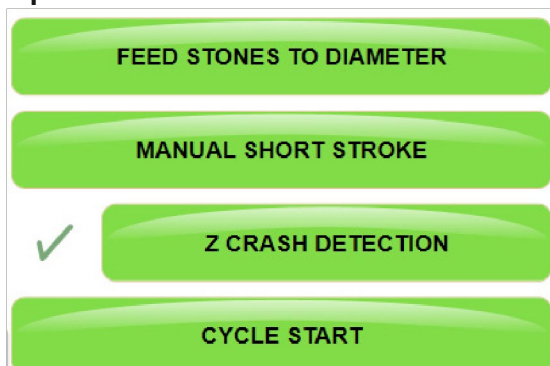 FEED STONES TO DIAMETER
MANUAL SHORT STROKE
Z CRASH DETECTION
CYCLE START